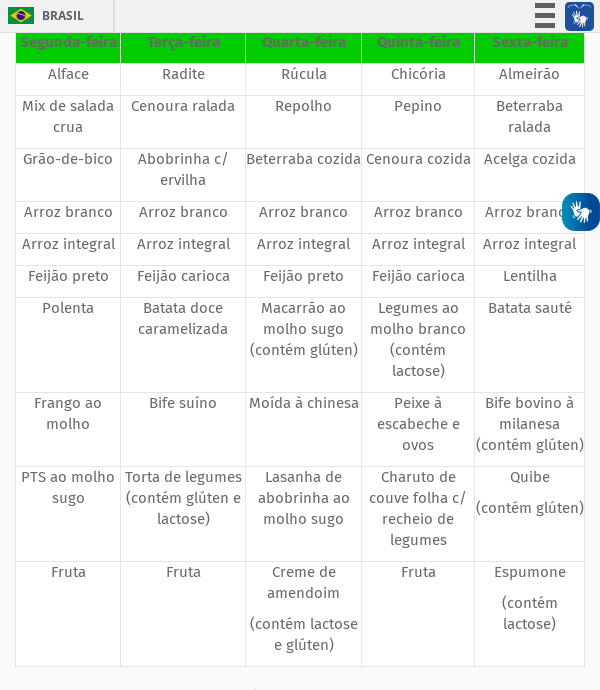 BRASIL
Segunda-feira Terça-feira Quarta-feira Quinta-feira Sexta-feira
Alface Radite Rúcula Chicória Almeirão
Mix de salada Cenoura ralada Repolho Pepino Beterraba
crua ralada
Grão-de-bico Abobrinha c/ Beterraba cozida Cenoura cozida Acelga cozida
ervilha
Arroz branco Arroz branco Arroz branco Arroz branco Arroz branco
Arroz integral Arroz integral Arroz integral Arroz integral Arroz integral
Feijão preto Feijão carioca Feijão preto Feijão carioca Lentilha
Polenta Batata doce Macarrão ao Legumes ao Batata sauté
caramelizada molho sugo molho branco
(contém glúten) (contém
lactose)
Frango ao Bife suíno Moída à chinesa Peixe à Bife bovino à
molho escabeche e milanesa
ovos (contém glúten)
PTS ao molho Torta de legumes Lasanha de Charuto de Quibe
sugo (contém glúten e abobrinha ao couve folha c/ (contém glúten)
lactose) molho sugo recheio de
legumes
Fruta Fruta Creme de Fruta Espumone
amendoim
(contém
(contém lactose lactose)
e glúten)